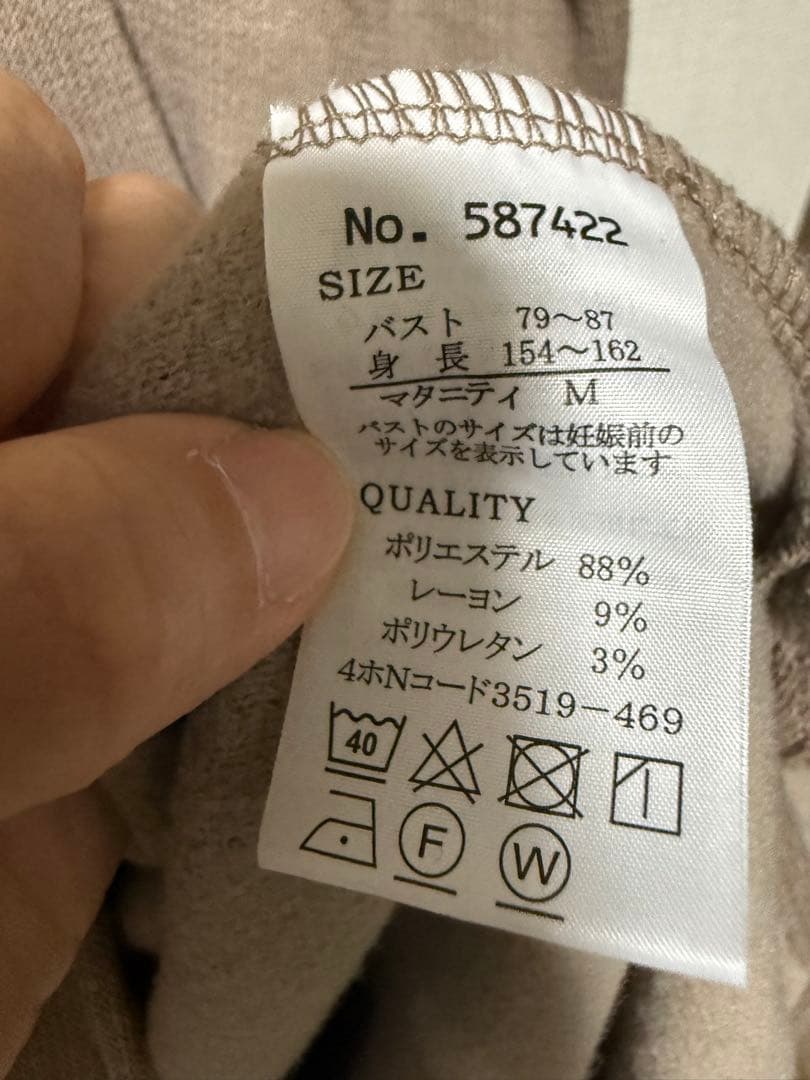 No. 587422
SIZE
バスト 79〜87
身 長 154〜162
マタニティ M
バストのサイズは妊娠前の
サイズを表示しています
QUALITY
ポリエステル 88%
レーヨン 9%
ポリウレタン 3%
4ホNコード3519-469
40
F
W